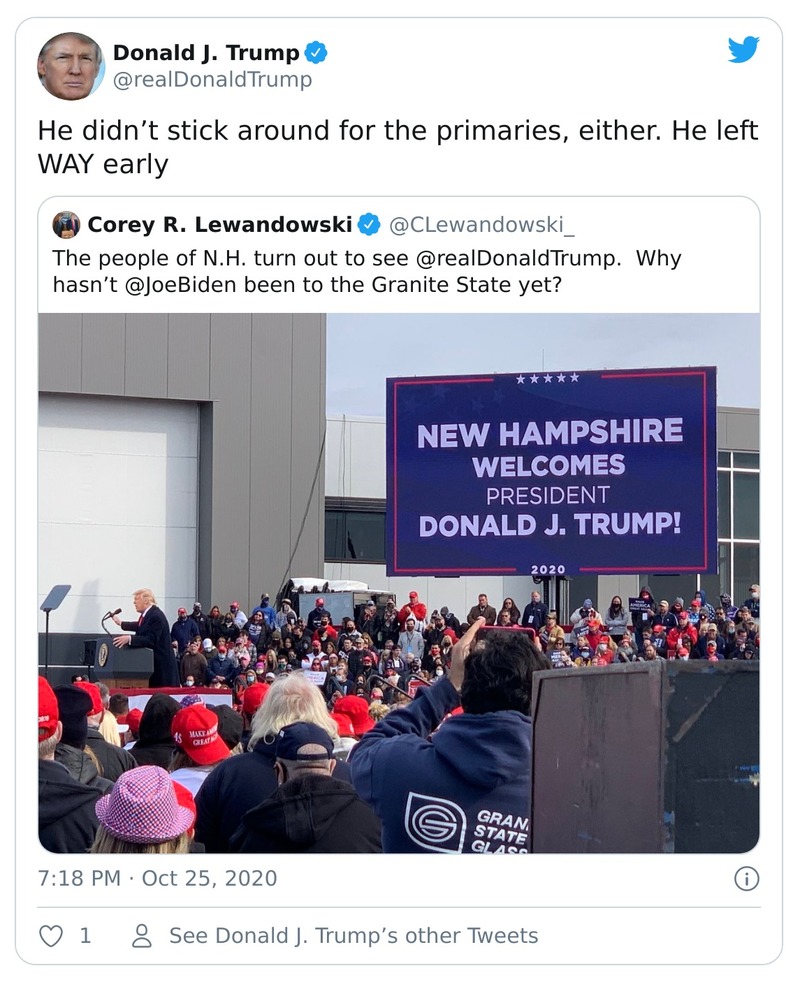 Donald J. Trump
@realDonaldTrump
He didn’t stick around for the primaries, either. He left
WAY early
Corey R. Lewandowski @CLewandowski_
The people of N.H. turn out to see @realDonaldTrump.  Why
hasn’t @JoeBiden been to the Granite State yet?
NEW HAMPSHIRE
WELCOMES
PRESIDENT
DONALD J. TRUMP!
2020
45
MAKE AM
GREAT AG
GRAN
STATE
GLASS
7:18 PM · Oct 25, 2020
1
See Donald J. Trump’s other Tweets